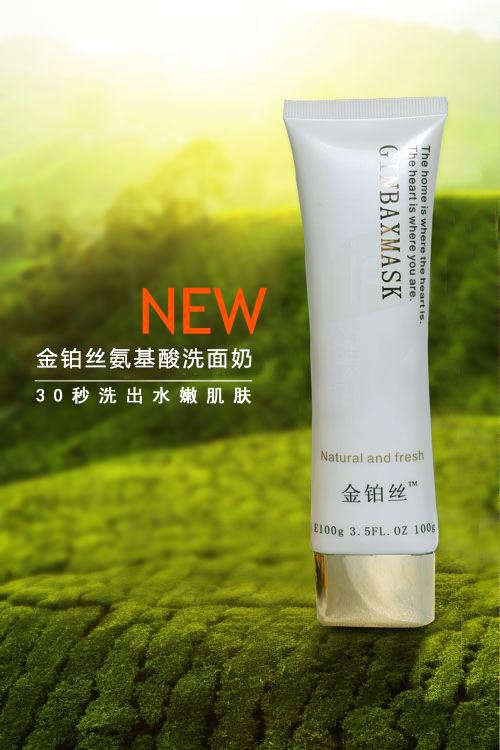 NEW
金铂丝氨基酸洗面奶
30秒洗出水嫩肌肤
The home is where the heart is.
The heart is where you are.
GINBAXMASK
Natural and fresh
金铂丝™
E100g 3.5FL.OZ 100g